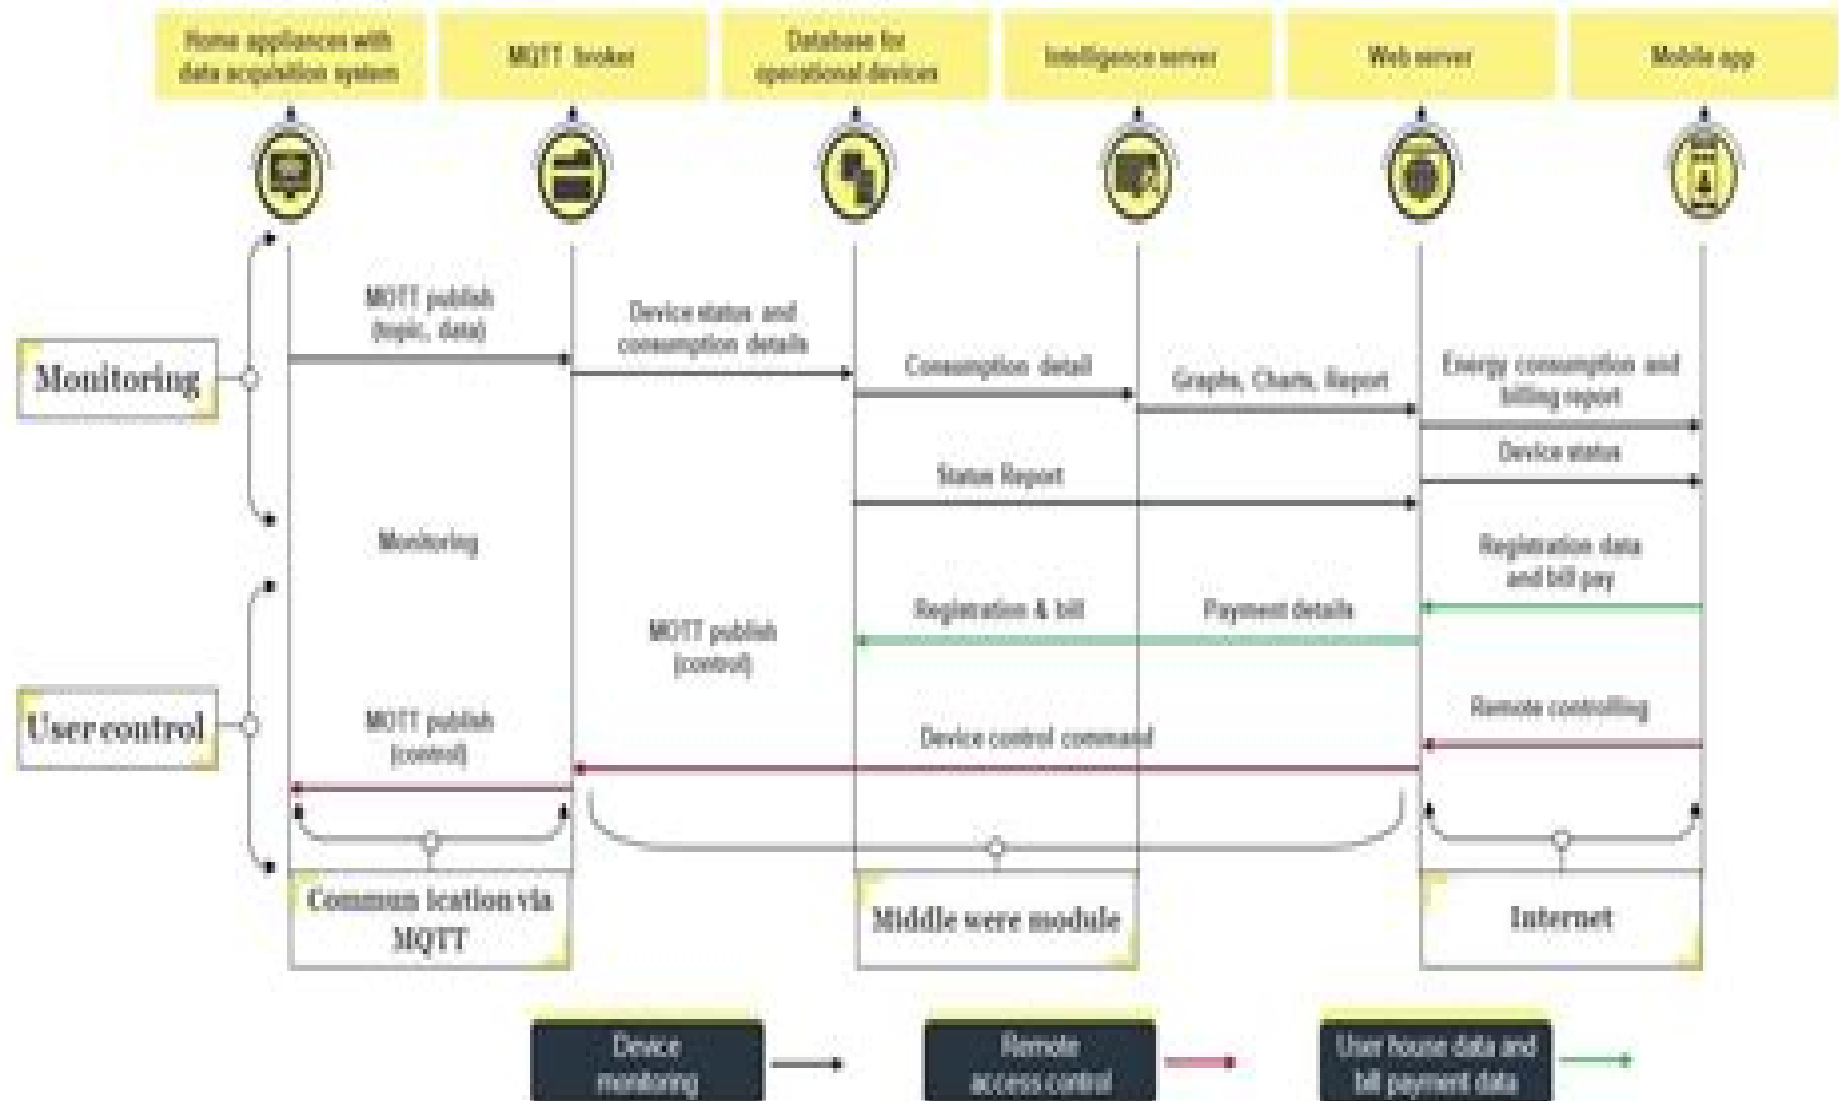 Home appliances with
data acquisition system
MQTT broker
Database for
operational devices
Intelligence server
Web server
Mobile app
MOTT publish
(topic, data)
Device status and
consumption details
Consumption detail
Graphs, Charts, Report
Energy consumption and
billing report
Monitoring
Device status
Status Report
Monitoring
Registration data
and bill pay
Registration & bill
Payment details
MOTT publish
(control)
User control
MOTT publish
(control)
Remote controlling
Device control command
Commun ication via
MQTT
Middle were module
Internet
Device
monitoring
Remote
access control
User house data and
bill payment data